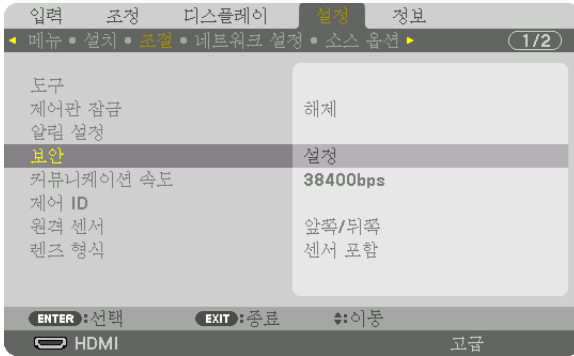 입력 조정 디스플레이 설정 정보
메뉴 • 설치 • 조절 • 네트워크 설정 • 소스 옵션 1/2
도구
제어판 잠금 해제
알림 설정
보안 설정
커뮤니케이션 속도 38400bps
제어 ID
원격 센서 앞쪽/뒤쪽
렌즈 형식 센서 포함
ENTER :선택 EXIT :종료 :이동
HDMI 고급